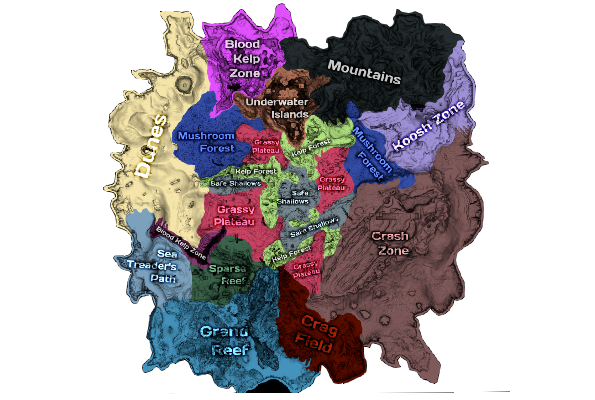 Blood
Kelp
Zone
Mountains
Underwater
Islands
Koosh Zone
Dunes
Mushroom
Forest
Grassy
Plateau
Kelp Forest
Mushroom
Forest
Kelp Forest
Safe Shallows
Grassy
Plateau
Safe
Shallows
Grassy
Plateau
Safe Shallows
Blood Kelp Zone
Crash
Zone
Sea
Treader's
Path
Sparse
Reef
Kelp Forest
Grassy
Plateau
Grand
Reef
Crag
Field